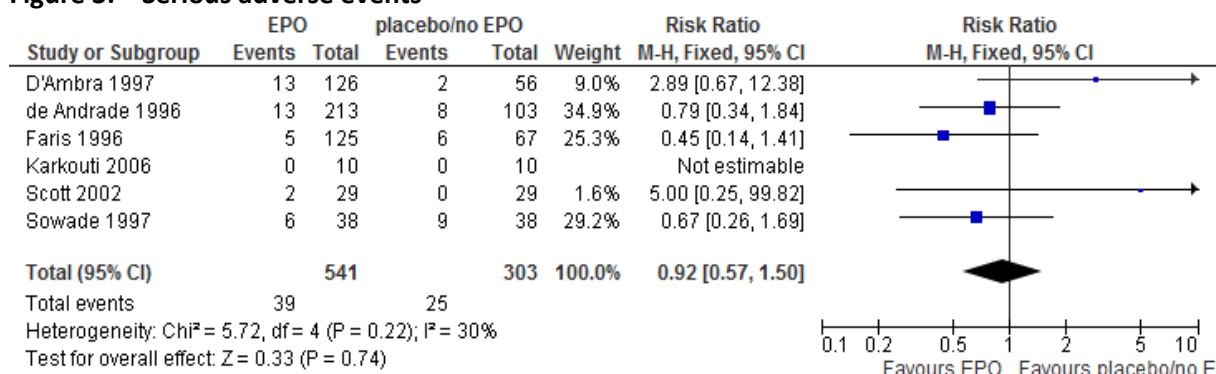 EPO placebo/no EPO Risk Ratio Risk Ratio
Study or Subgroup Events Total Events Total Weight M-H, Fixed, 95% CI M-H, Fixed, 95% CI
D'Ambra 1997 13 126 2 56 9.0% 2.89 [0.67, 12.38]
de Andrade 1996 13 213 8 103 34.9% 0.79 [0.34, 1.84]
Faris 1996 5 125 6 67 25.3% 0.45 [0.14, 1.41]
Karkouti 2006 0 10 0 10 Not estimable
Scott 2002 2 29 0 29 1.6% 5.00 [0.25, 99.82]
Sowade 1997 6 38 9 38 29.2% 0.67 [0.26, 1.69]
Total (95% CI) 541 303 100.0% 0.92 [0.57, 1.50]
Total events 39 25
Heterogeneity: Chi² = 5.72, df = 4 (P = 0.22); I² = 30%
Test for overall effect: Z = 0.33 (P = 0.74)
0.1 0.2 0.5 1 2 5 10
Favours EPO Favours placebo/no E